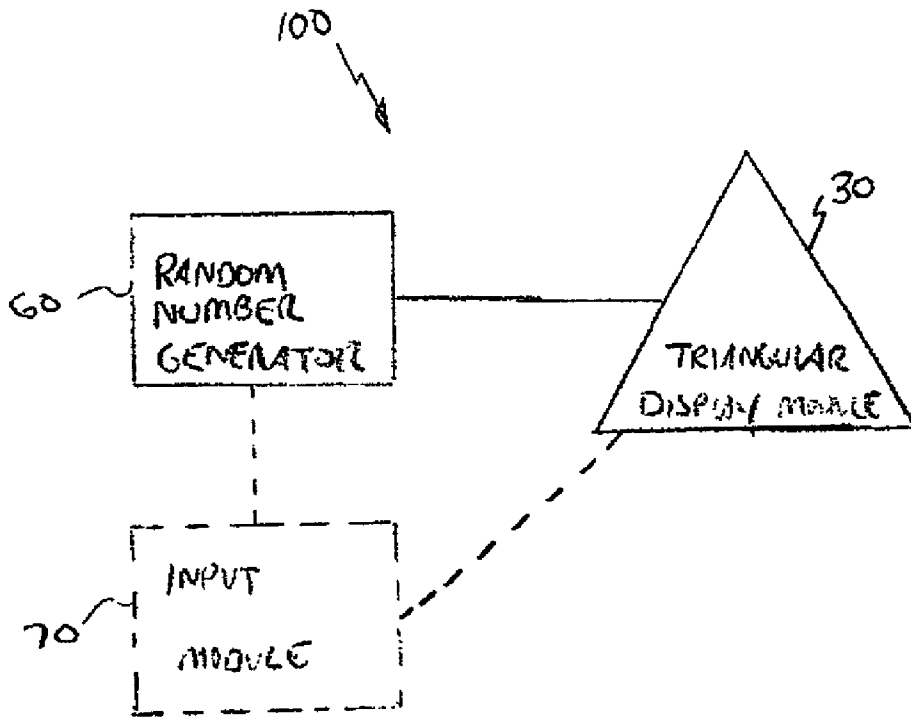 100
30
60
RANDOM
NUMBER
GENERATOR
TRIANGULAR
DISPLAY MODULE
70
INPUT
MODULE